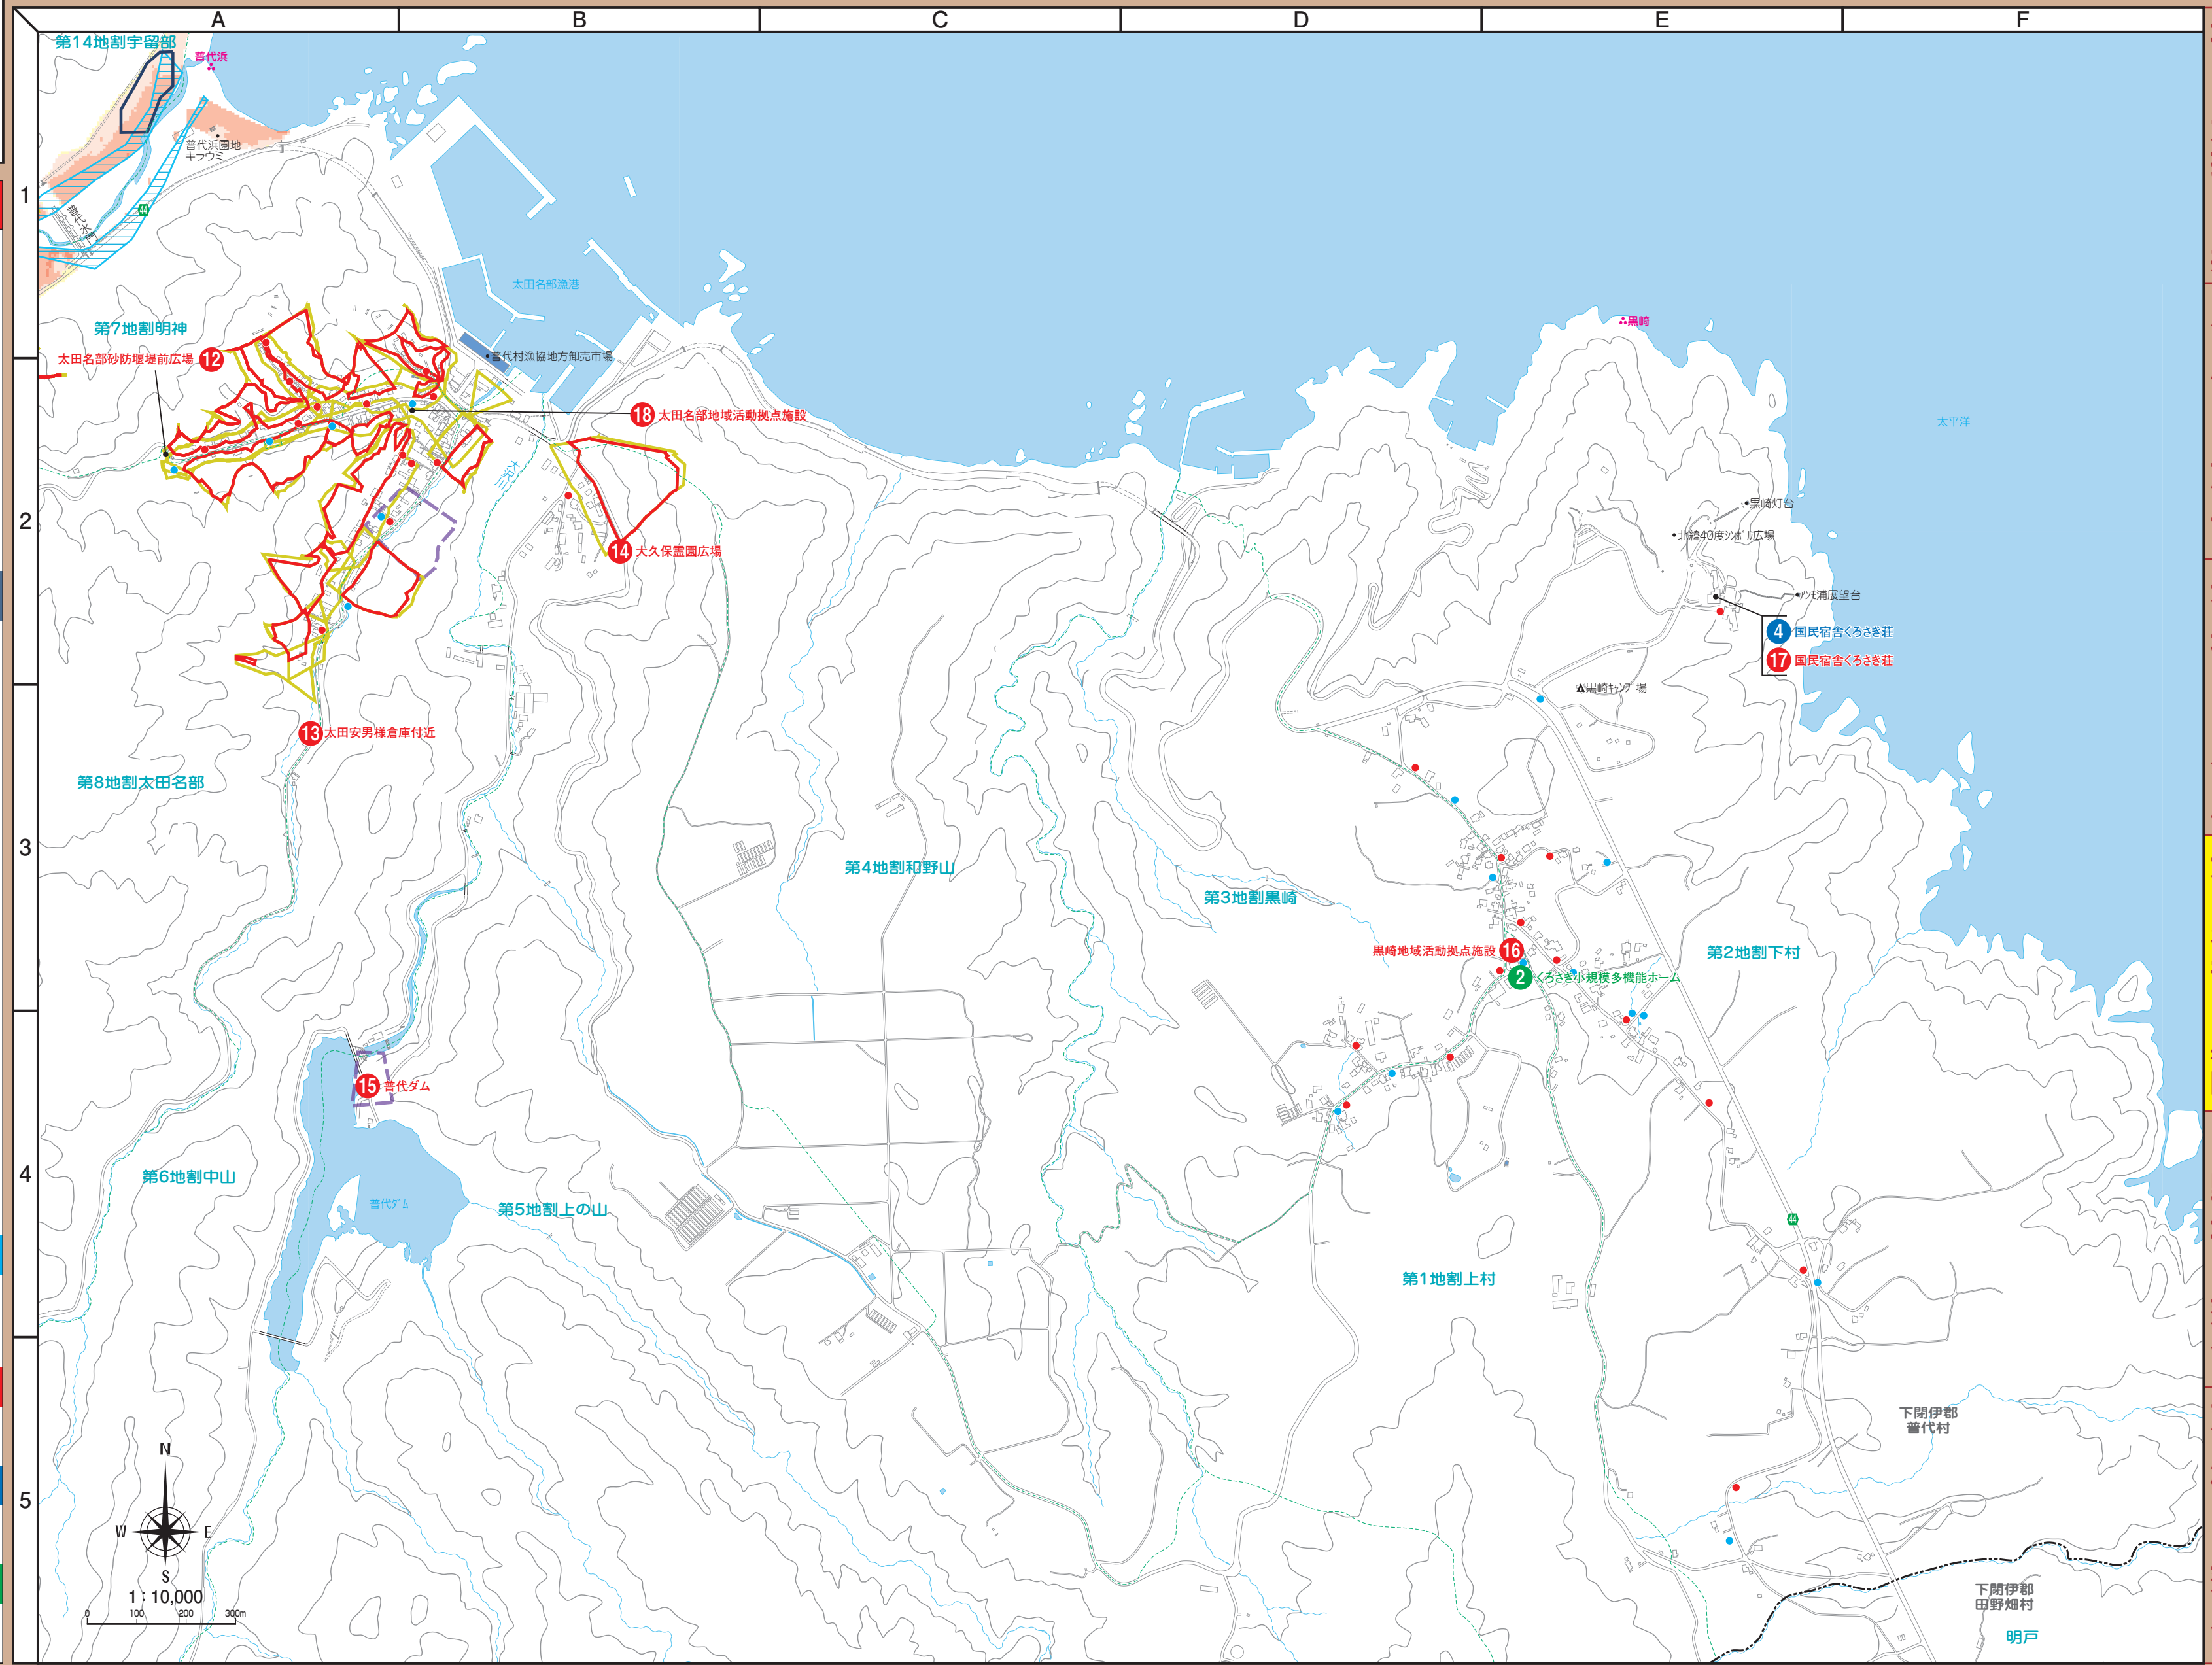 A
B
C
D
E
F
1
2
3
4
5
第14地割宇留部
普代浜
普代浜園地
キラウミ
44
普代水門
太田名部漁港
第7地割明神
太田名部砂防堰堤前広場 12
普代村漁協地方卸売市場
18 太田名部地域活動拠点施設
大沢
14 大久保霊園広場
黒崎
太平洋
黒崎灯台
北緯40度シンボル広場
アンモ浦展望台
4 国民宿舎くろさき荘
17 国民宿舎くろさき荘
黒崎キャンプ場
13 太田安男様倉庫付近
第8地割太田名部
第4地割和野山
第3地割黒崎
黒崎地域活動拠点施設 16
2 くろさき小規模多機能ホーム
第2地割下村
15 普代ダム
第6地割中山
普代ダム
第5地割上の山
第1地割上村
44
下閉伊郡
普代村
下閉伊郡
田野畑村
明戸
N
W
E
S
1:10,000
0 100 200 300m